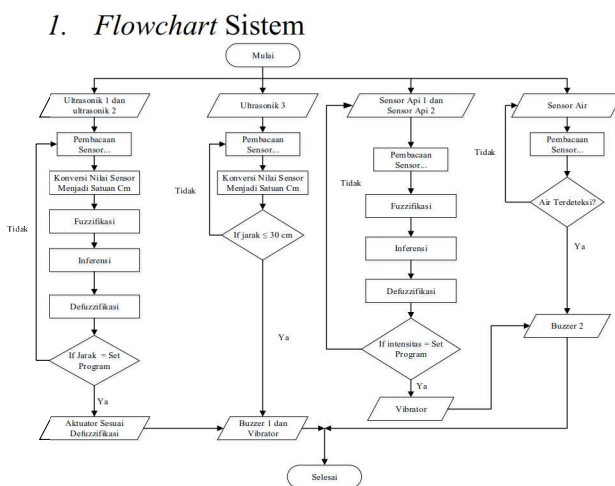 1. Flowchart Sistem
Mulai
Ultrasonik 1 dan
ultrasonik 2
Pembacaan
Sensor...
Konversi Nilai Sensor
Menjadi Satuan Cm
Tidak
Fuzzifikasi
Inferensi
Defuzzifikasi
If Jarak = Set
Program
Ya
Aktuator Sesuai
Defuzzifikasi
Ultrasonik 3
Pembacaan
Sensor...
Konversi Nilai Sensor
Menjadi Satuan Cm
Tidak
If jarak ≤ 30 cm
Ya
Buzzer 1 dan
Vibrator
Sensor Api 1 dan
Sensor Api 2
Pembacaan
Sensor...
Tidak
Fuzzifikasi
Inferensi
Defuzzifikasi
If intensitas = Set
Program
Ya
Vibrator
Sensor Air
Pembacaan
Sensor...
Tidak
Air Terdeteksi?
Ya
Buzzer 2
Selesai